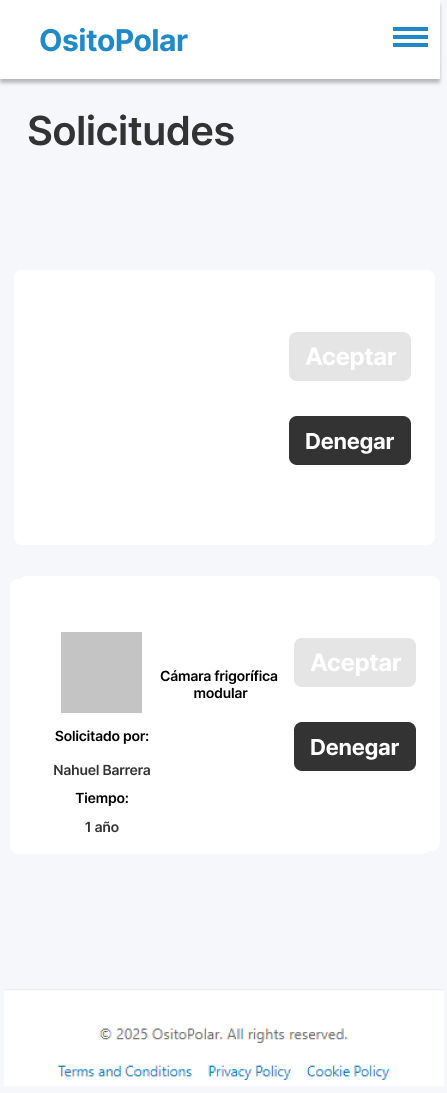 OsitoPolar
Solicitudes
Aceptar
Denegar
Cámara frigorífica
modular
Aceptar
Denegar
Solicitado por:
Nahuel Barrera
Tiempo:
1 año
© 2025 OsitoPolar. All rights reserved.
Terms and Conditions Privacy Policy Cookie Policy